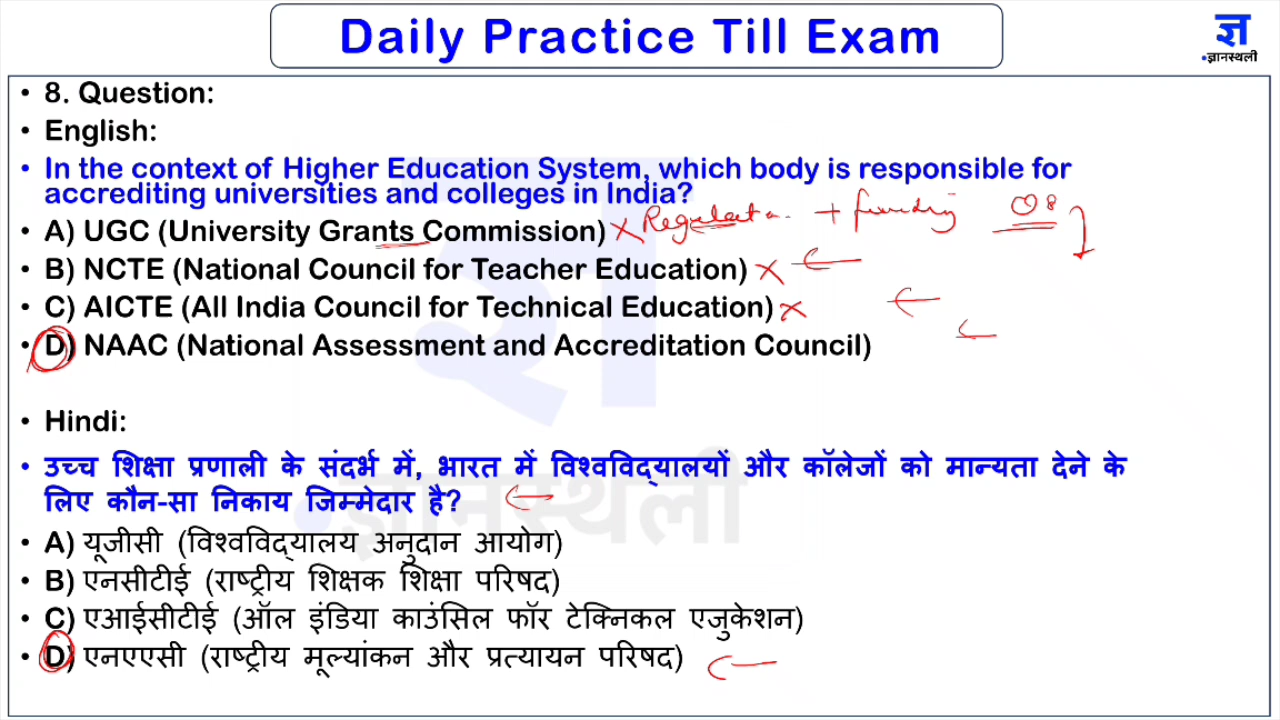 Daily Practice Till Exam
ज्ञ
ज्ञानस्थली
• 8. Question:
• English:
• In the context of Higher Education System, which body is responsible for
accrediting universities and colleges in India?
• A) UGC (University Grants Commission)
+ funding
• B) NCTE (National Council for Teacher Education)
• C) AICTE (All India Council for Technical Education)
• D) NAAC (National Assessment and Accreditation Council)
• Hindi:
• उच्च शिक्षा प्रणाली के संदर्भ में, भारत में विश्वविद्यालयों और कॉलेजों को मान्यता देने के
लिए कौन-सा निकाय जिम्मेदार है?
• A) यूजीसी (विश्वविद्यालय अनुदान आयोग)
• B) एनसीटीई (राष्ट्रीय शिक्षक शिक्षा परिषद)
• C) एआईसीटीई (ऑल इंडिया काउंसिल फॉर टेक्निकल एजुकेशन)
• D) एनएएसी (राष्ट्रीय मूल्यांकन और प्रत्यायन परिषद)